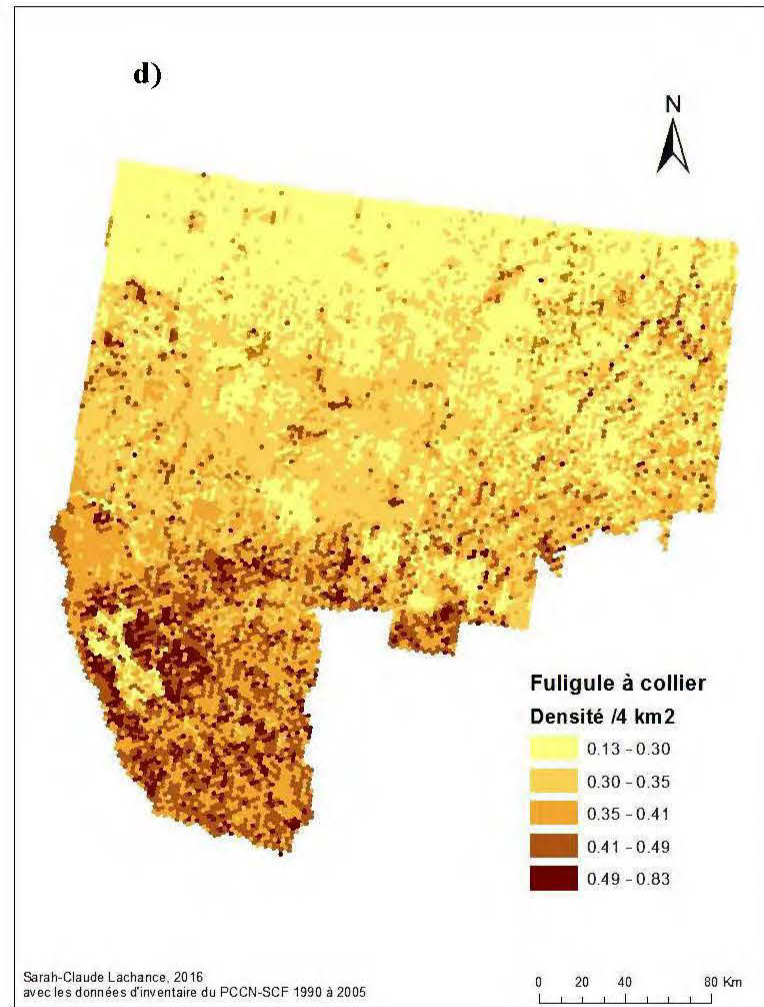 d)
N
Fuligule à collier
Densité /4 km2
0.13 - 0.30
0.30 - 0.35
0.35 - 0.41
0.41 - 0.49
0.49 - 0.83
Sarah-Claude Lachance, 2016
avec les données d'inventaire du PCCN-SCF 1990 à 2005
0 20 40 80 Km